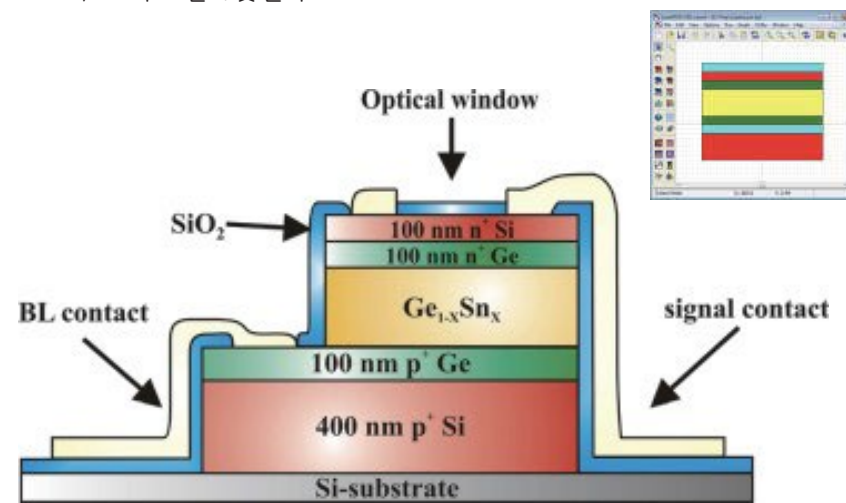 Optical window
SiO₂
100 nm n⁺ Si
100 nm n⁺ Ge
BL contact
Ge₁₋ₓSnₓ
signal contact
100 nm p⁺ Ge
400 nm p⁺ Si
Si-substrate